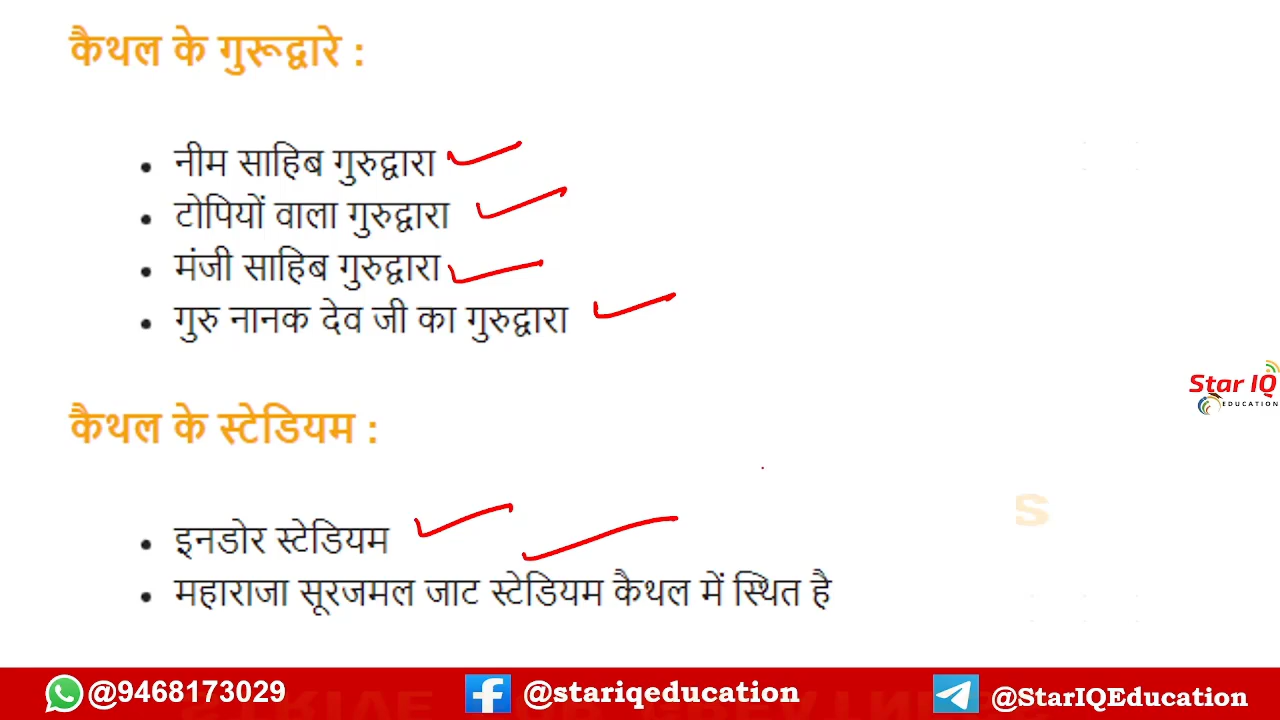 कैथल के गुरूद्वारे :
• नीम साहिब गुरुद्वारा
• टोपियों वाला गुरुद्वारा
• मंजी साहिब गुरुद्वारा
• गुरु नानक देव जी का गुरुद्वारा
Star IQ
EDUCATION
कैथल के स्टेडियम :
S
• इनडोर स्टेडियम
• महाराजा सूरजमल जाट स्टेडियम कैथल में स्थित है
@9468173029 @stariqeducation @StarIQEducation